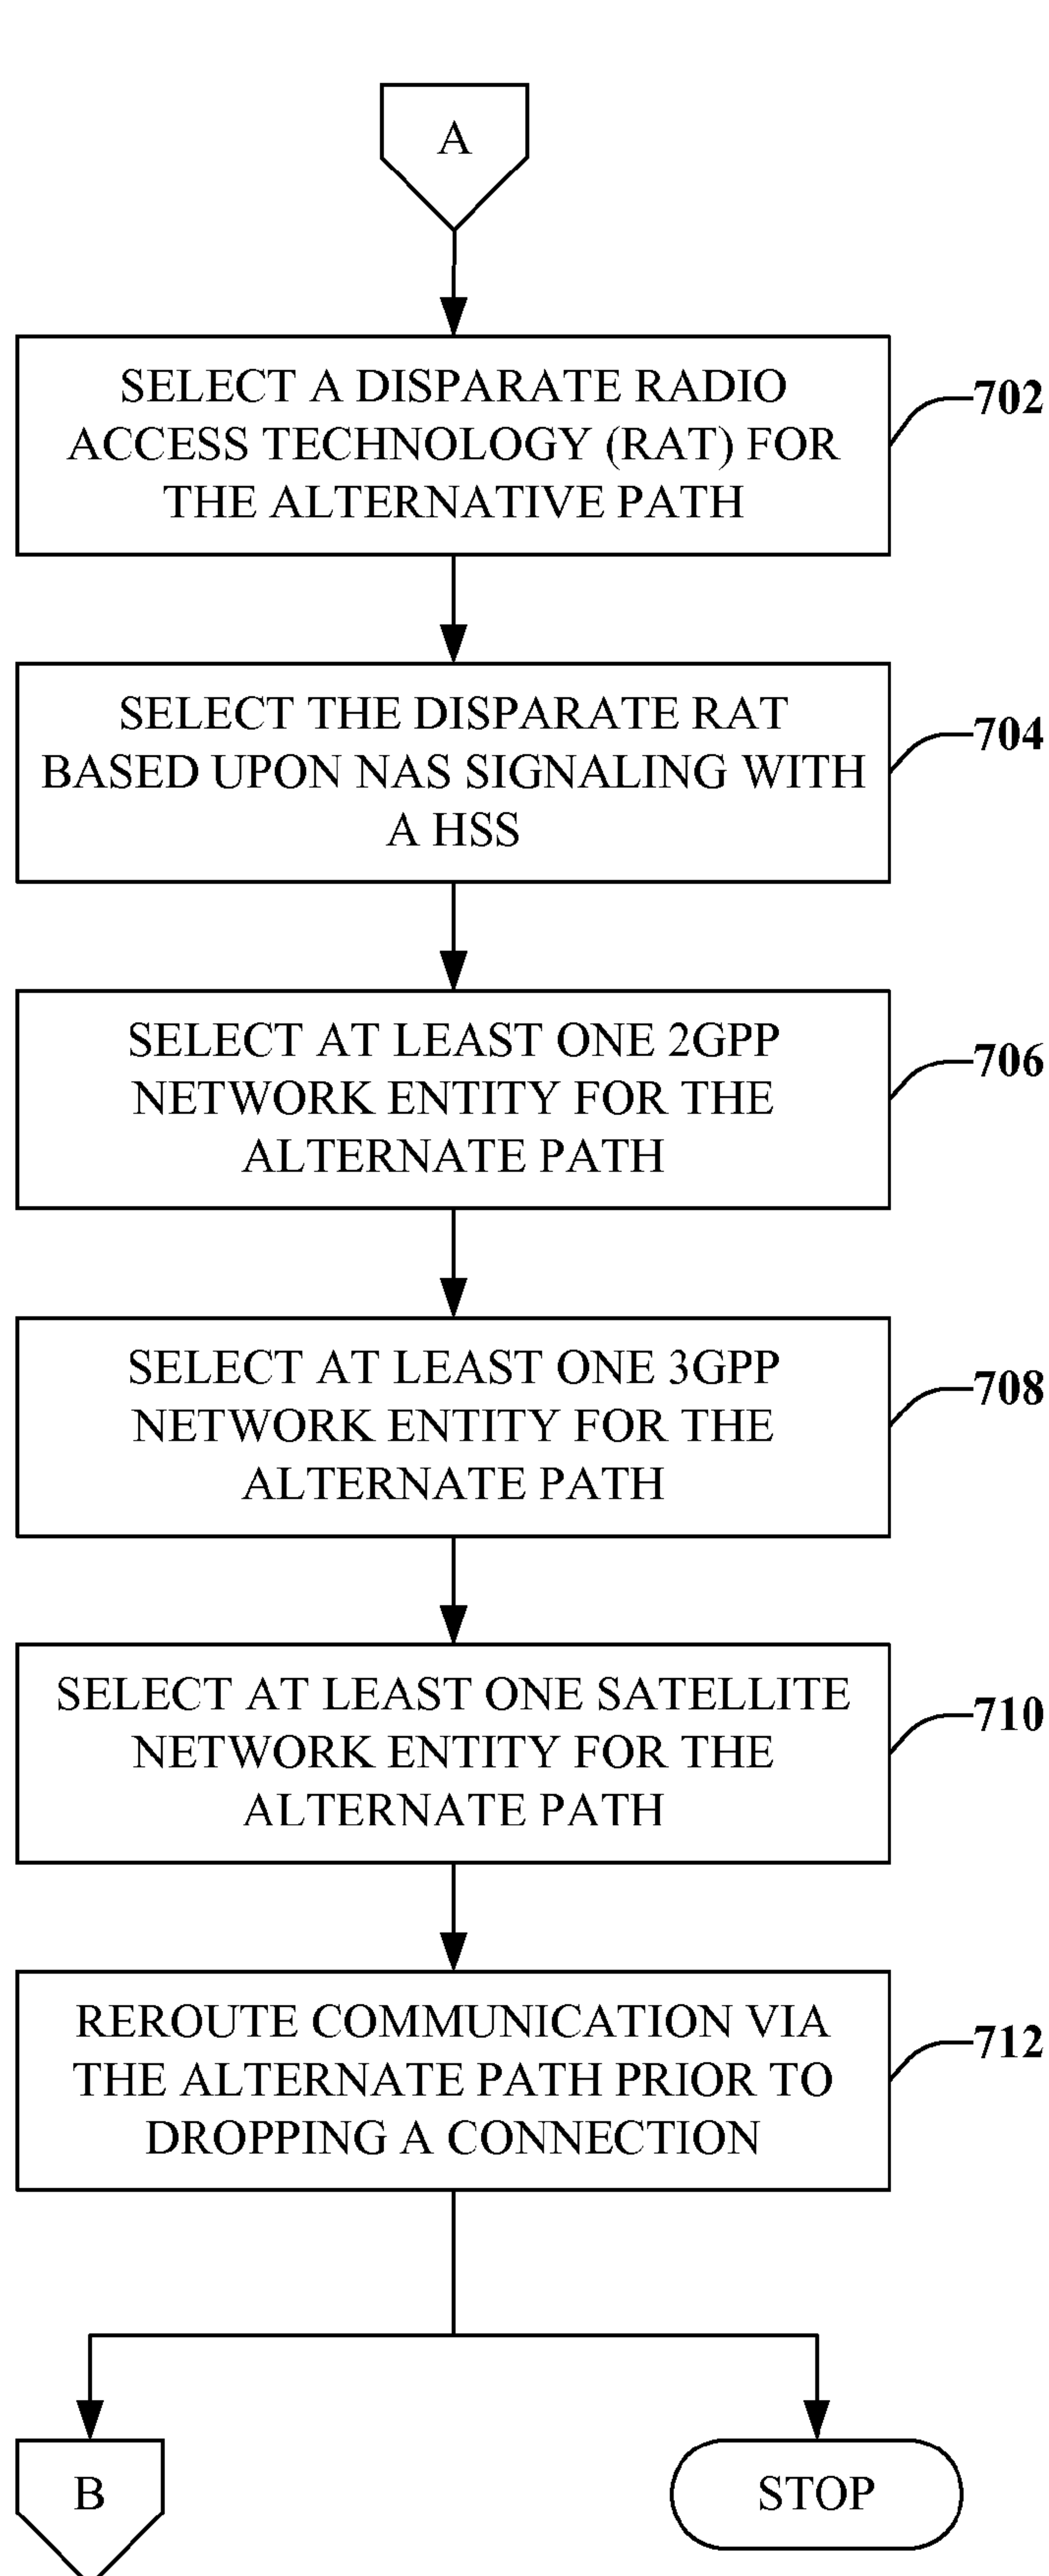 A
SELECT A DISPARATE RADIO
ACCESS TECHNOLOGY (RAT) FOR
THE ALTERNATIVE PATH
702
SELECT THE DISPARATE RAT
BASED UPON NAS SIGNALING WITH
A HSS
704
SELECT AT LEAST ONE 2GPP
NETWORK ENTITY FOR THE
ALTERNATE PATH
706
SELECT AT LEAST ONE 3GPP
NETWORK ENTITY FOR THE
ALTERNATE PATH
708
SELECT AT LEAST ONE SATELLITE
NETWORK ENTITY FOR THE
ALTERNATE PATH
710
REROUTE COMMUNICATION VIA
THE ALTERNATE PATH PRIOR TO
DROPPING A CONNECTION
712
B
STOP